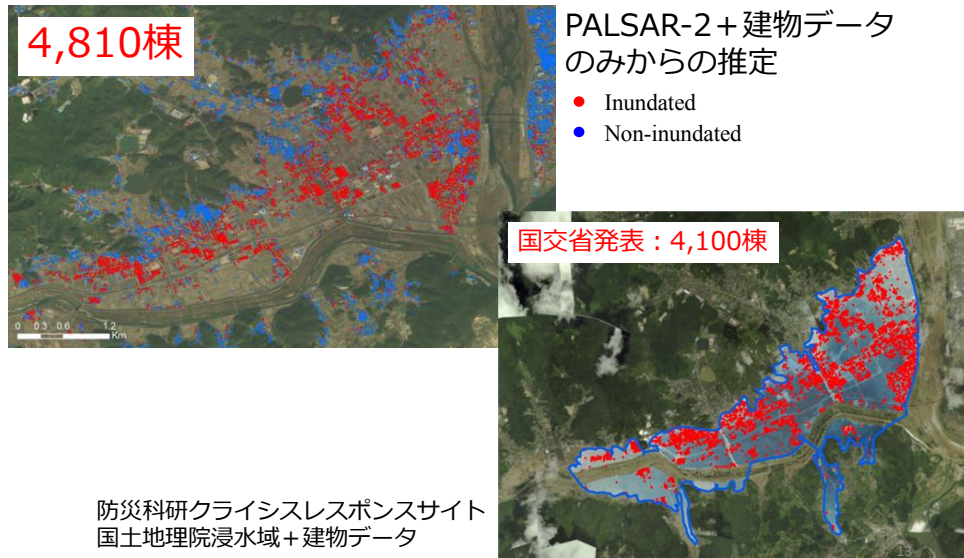 4,810棟
PALSAR-2+建物データ
のみからの推定
Inundated
Non-inundated
0 0.3 0.6 1.2
Km
国交省発表：4,100棟
防災科研クライシスレスポンスサイト
国土地理院浸水域+建物データ
13